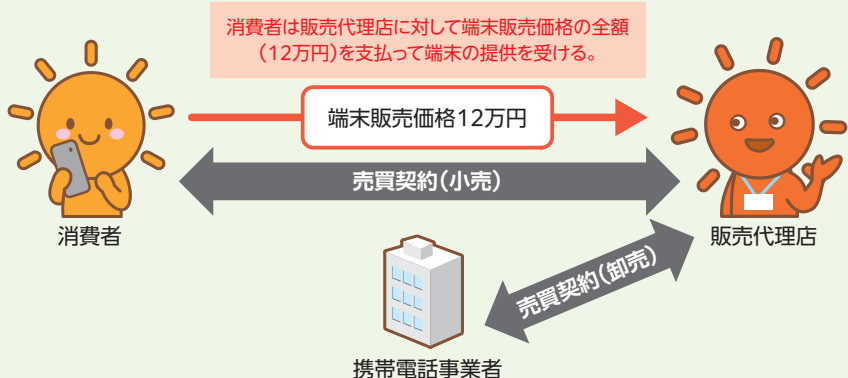 消費者は販売代理店に対して端末販売価格の全額
(12万円)を支払って端末の提供を受ける。
端末販売価格12万円
売買契約(小売)
消費者
販売代理店
売買契約(卸売)
携帯電話事業者